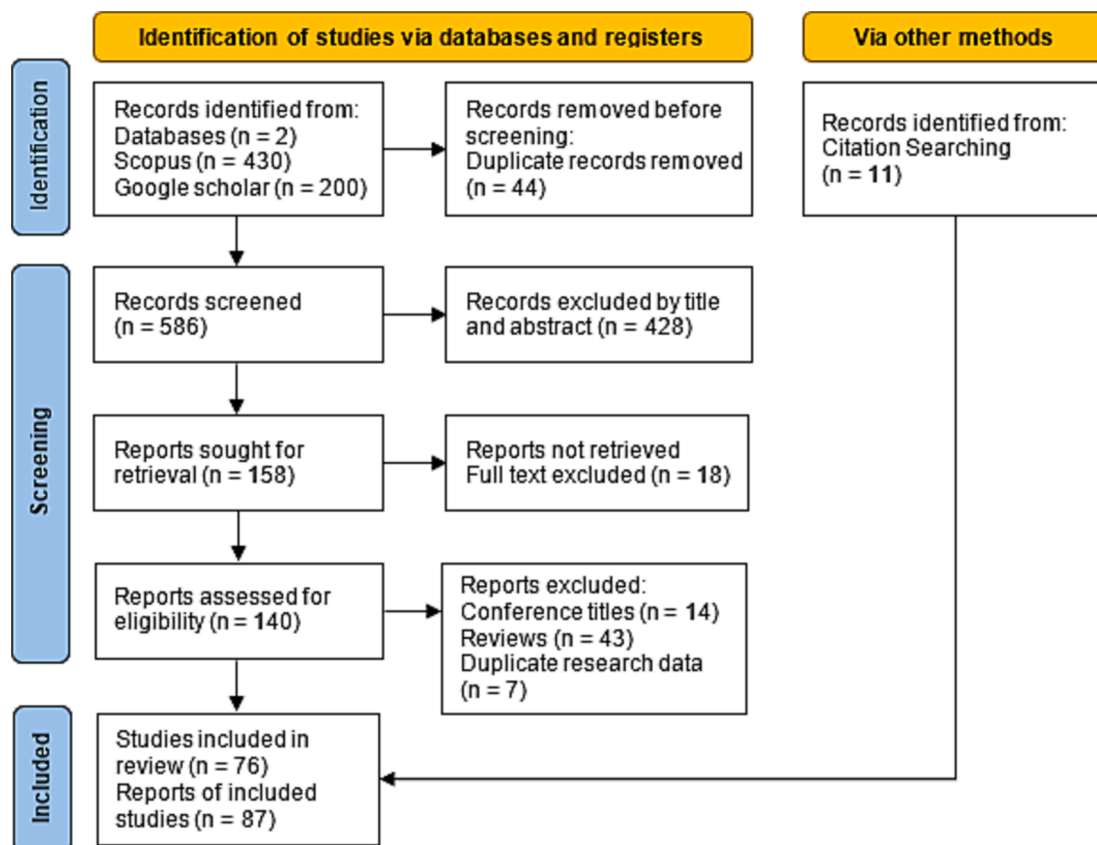 Identification of studies via databases and registers
Via other methods
Identification
Records identified from:
Databases (n = 2)
Scopus (n = 430)
Google scholar (n = 200)
Records removed before
screening:
Duplicate records removed
(n = 44)
Records identified from:
Citation Searching
(n = 11)
Screening
Records screened
(n = 586)
Records excluded by title
and abstract (n = 428)
Reports sought for
retrieval (n = 158)
Reports not retrieved
Full text excluded (n = 18)
Reports assessed for
eligibility (n = 140)
Reports excluded:
Conference titles (n = 14)
Reviews (n = 43)
Duplicate research data
(n = 7)
Included
Studies included in
review (n = 76)
Reports of included
studies (n = 87)